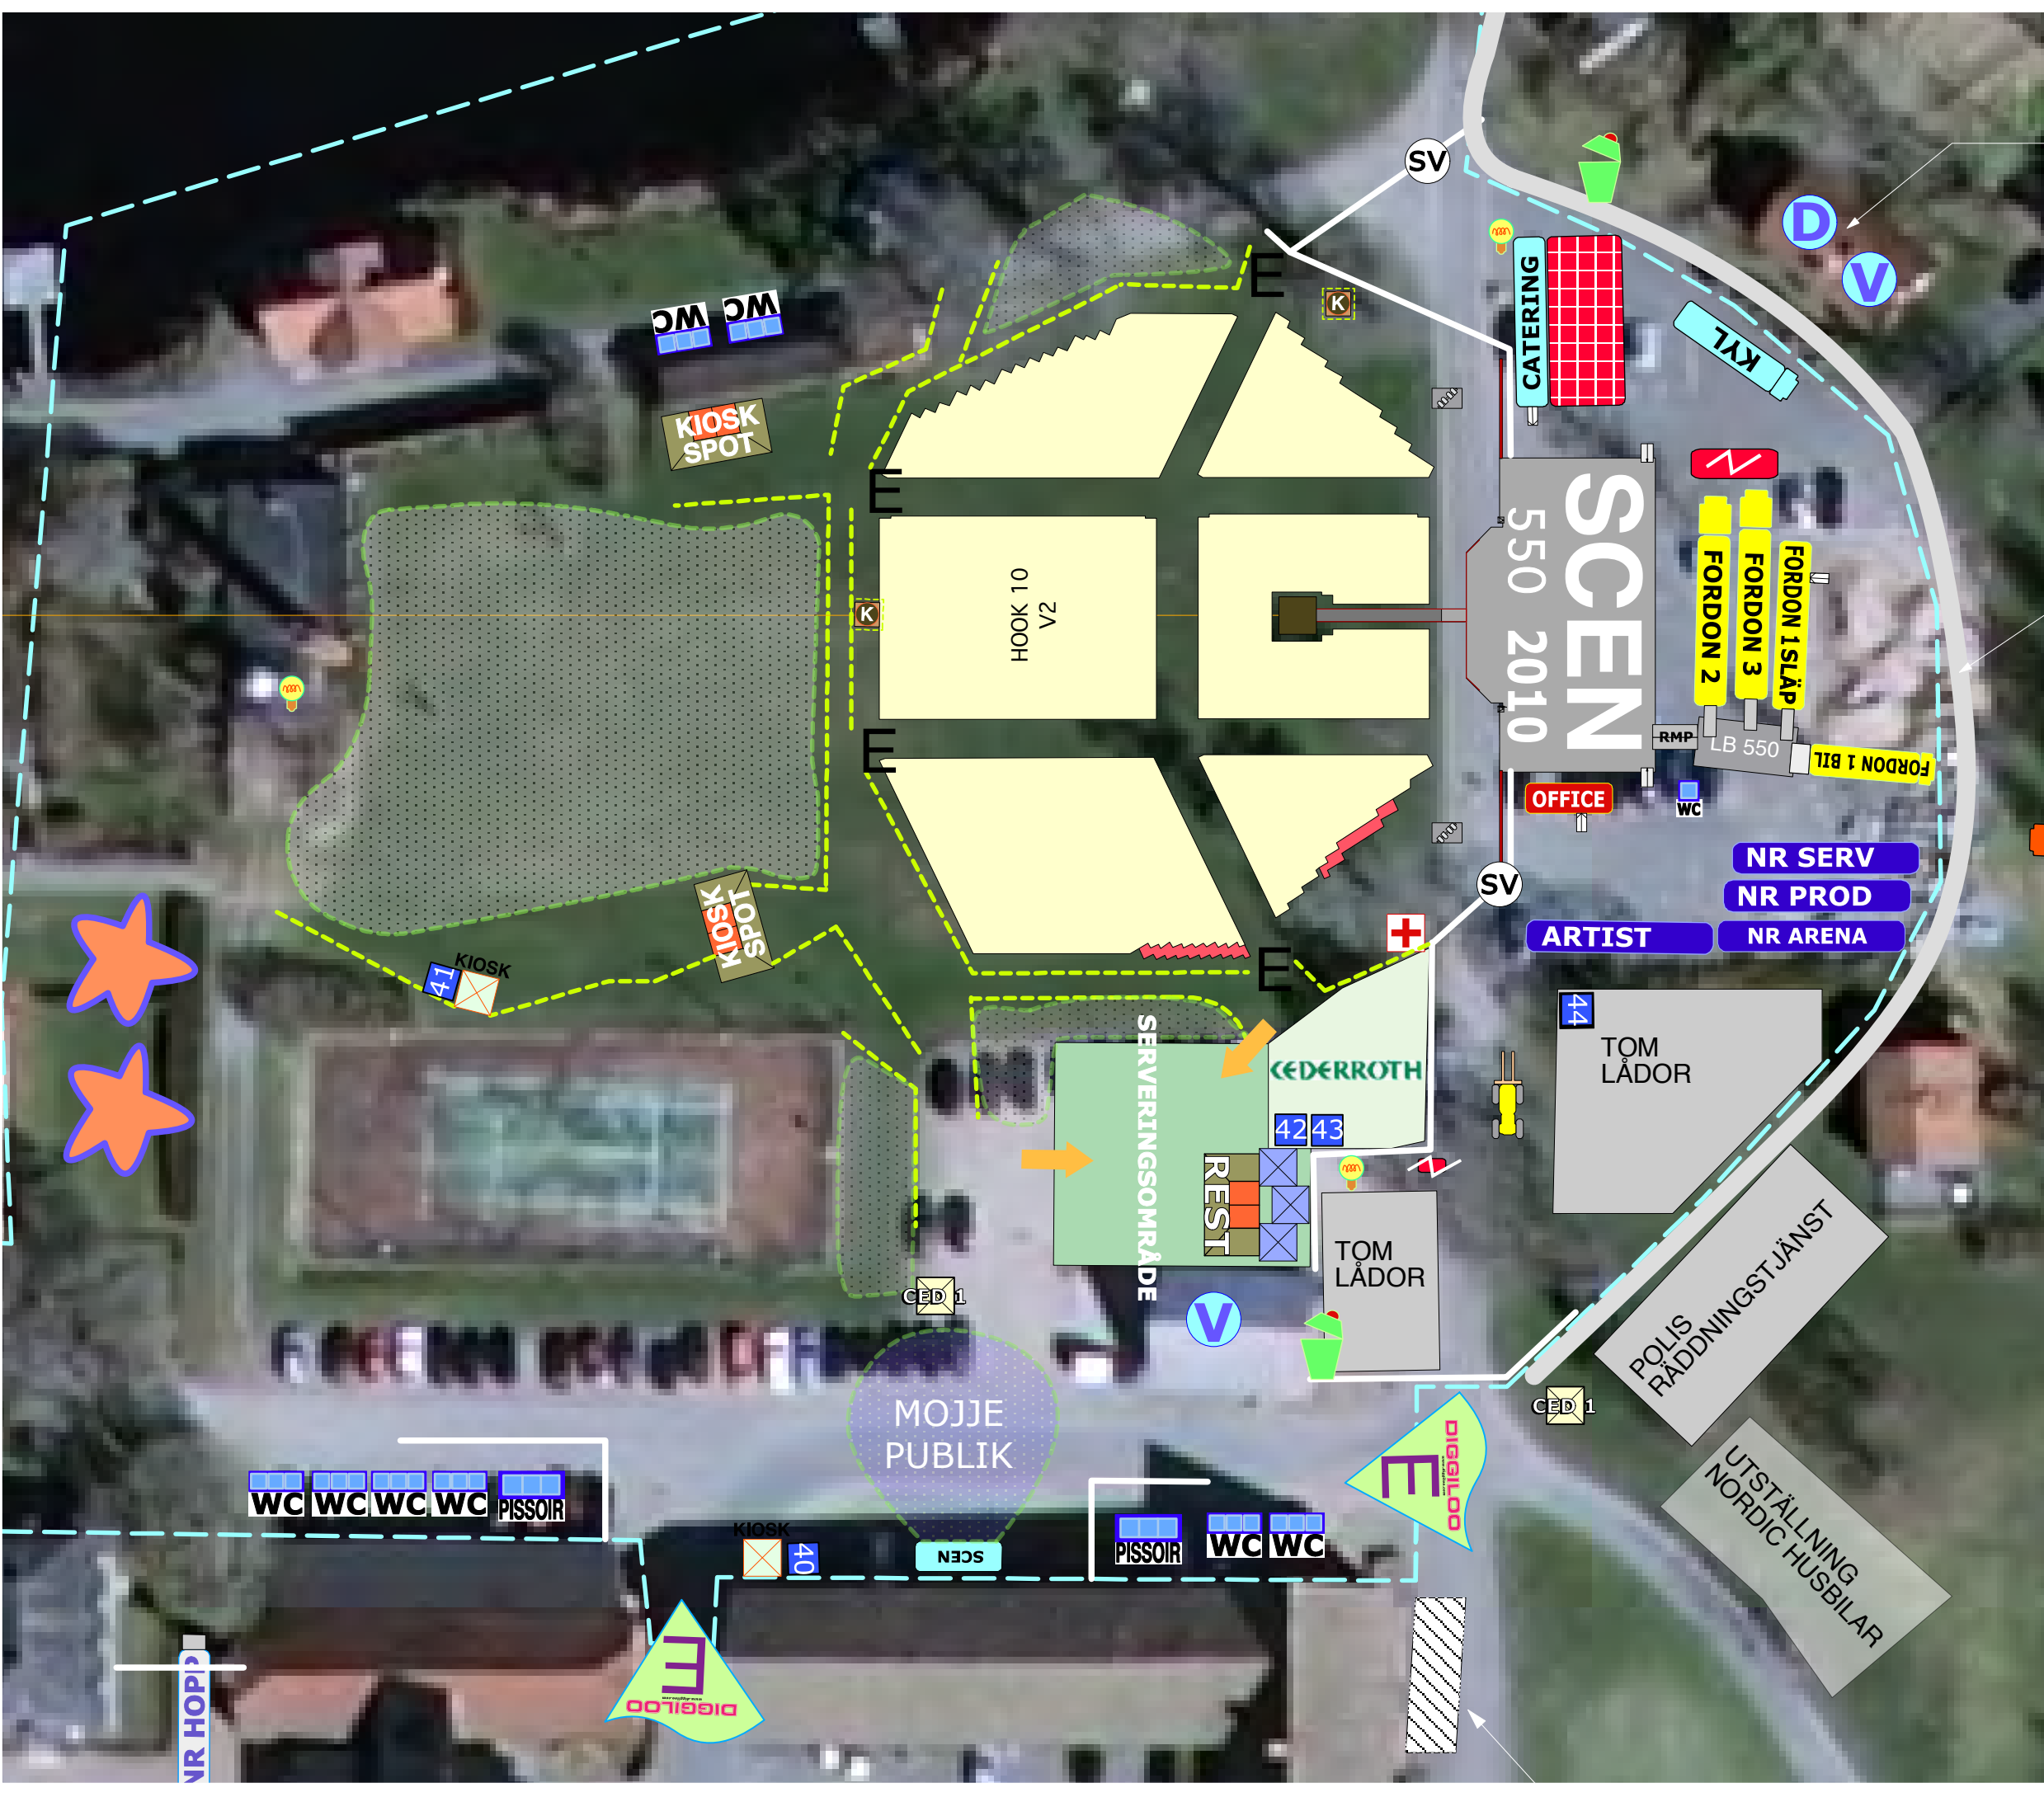 SV
D
V
CATERING
KYL
K
E
WC
WC
KIOSK
SPOT
E
SCEN
550 2010
FORDON 2
FORDON 3
FORDON 1SLÄP
HOOK 10
V2
K
RMP
LB 550
FORDON 1 BIL
E
OFFICE
WC
NR SERV
NR PROD
ARTIST
NR ARENA
SV
KIOSK
SPOT
41
KIOSK
E
44
TOM
LÅDOR
CEDERROTH
SERVERINGSOMRÅDE
42
43
REST
TOM
LÅDOR
V
CED 1
POLIS
RÄDDNINGSTJÄNST
CED 1
MOJJE
PUBLIK
DIGGILOO
E
UTSTÄLLNING
NORDIC HUSBILAR
WC
WC
WC
WC
PISSOIR
KIOSK
40
SCEN
PISSOIR
WC
WC
E
DIGGILOO
NR HOPP